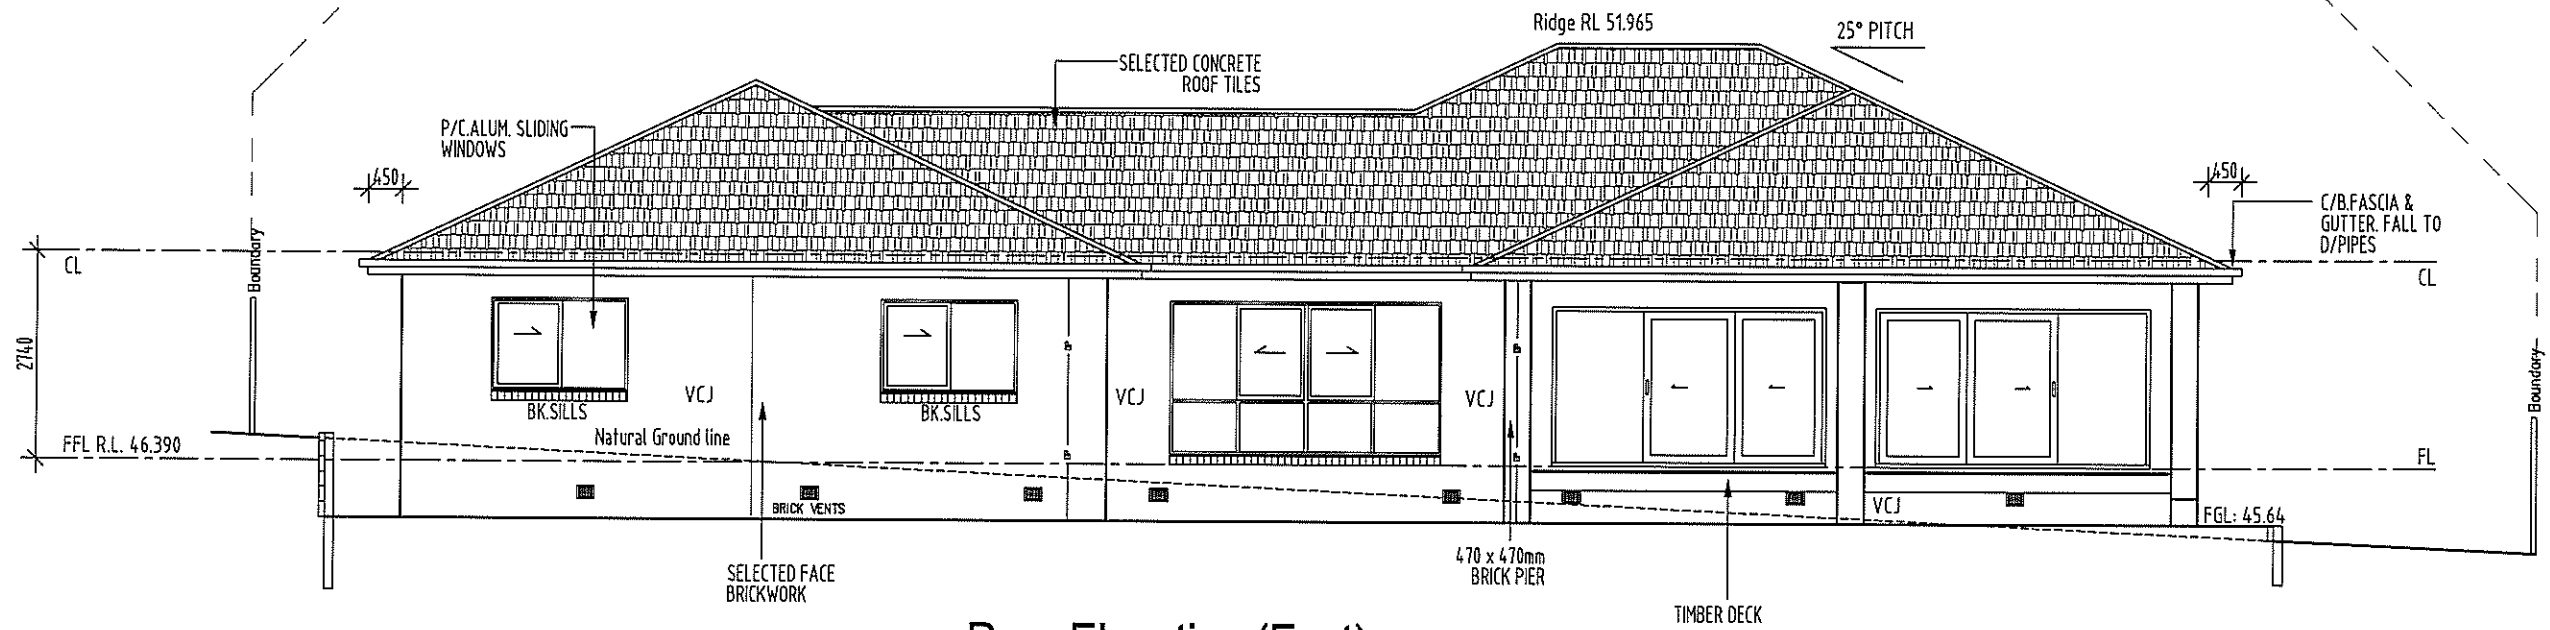 Ridge RL 51.965
25° PITCH
SELECTED CONCRETE
ROOF TILES
P/C.ALUM. SLIDING
WINDOWS
450
450
C/B.FASCIA &
GUTTER. FALL TO
D/PIPES
Boundary
CL
CL
2740
BK.SILLS
VCJ
BK.SILLS
VCJ
VCJ
Boundary
Natural Ground line
FFL R.L. 46.390
FL
BRICK VENTS
VCJ
FGL: 45.64
SELECTED FACE
BRICKWORK
470 x 470mm
BRICK PIER
TIMBER DECK